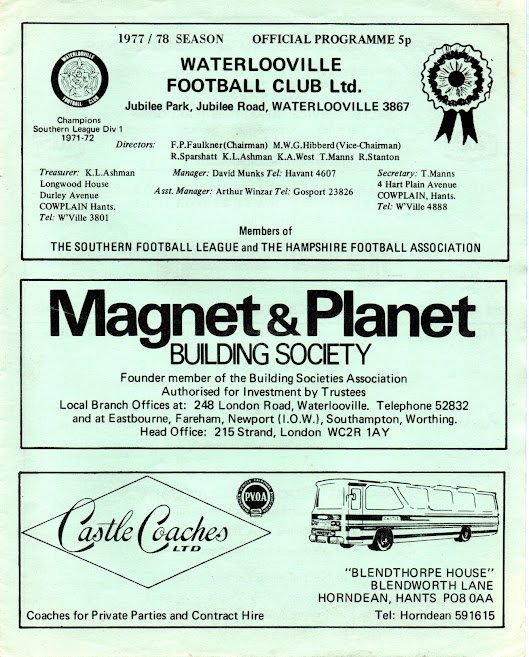 1977 / 78 SEASON OFFICIAL PROGRAMME 5p
WATERLOOVILLE
FOOTBALL CLUB Ltd.
Jubilee Park, Jubilee Road, WATERLOOVILLE 3867
WATERLOOVILLE
FOOTBALL CLUB
Champions
Southern League Div 1
1971-72
Directors: F.P.Faulkner(Chairman) M.W.G.Hibberd(Vice-Chairman)
R.Sparshatt K.L.Ashman K.A.West T.Manns R.Stanton
Treasurer: K.L.Ashman
Longwood House
Durley Avenue
COWPLAIN Hants.
Tel: W'Ville 3801
Manager: David Munks Tel: Havant 4607
Asst. Manager: Arthur Winzar Tel: Gosport 23826
Secretary: T.Manns
4 Hart Plain Avenue
COWPLAIN, Hants.
Tel: W'Ville 4888
Members of
THE SOUTHERN FOOTBALL LEAGUE and THE HAMPSHIRE FOOTBALL ASSOCIATION
Magnet & Planet
BUILDING SOCIETY
Founder member of the Building Societies Association
Authorised for Investment by Trustees
Local Branch Offices at: 248 London Road, Waterlooville. Telephone 52832
and at Eastbourne, Fareham, Newport (I.O.W.), Southampton, Worthing.
Head Office: 215 Strand, London WC2R 1AY
Castle Coaches
LTD
PVOA
"BLENDTHORPE HOUSE"
BLENDWORTH LANE
HORNDEAN, HANTS PO8 0AA
Coaches for Private Parties and Contract Hire
Tel: Horndean 591615